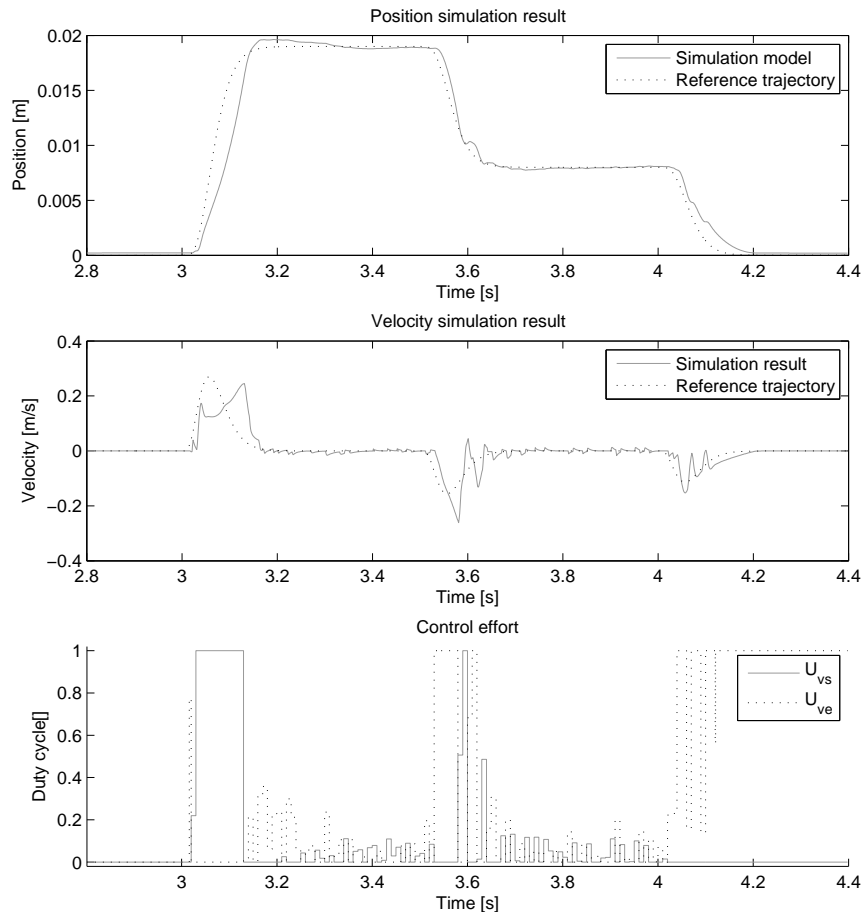 Position simulation result
0.02
0.015
0.01
0.005
0
Position [m]
Simulation model
Reference trajectory
2.8 3 3.2 3.4 3.6 3.8 4 4.2 4.4
Time [s]
Velocity simulation result
0.4
0.2
0
−0.2
−0.4
Velocity [m/s]
Simulation result
Reference trajectory
2.8 3 3.2 3.4 3.6 3.8 4 4.2 4.4
Time [s]
Control effort
1
0.8
0.6
0.4
0.2
0
Duty cycle[]
U_vs
U_ve
2.8 3 3.2 3.4 3.6 3.8 4 4.2 4.4
Time [s]